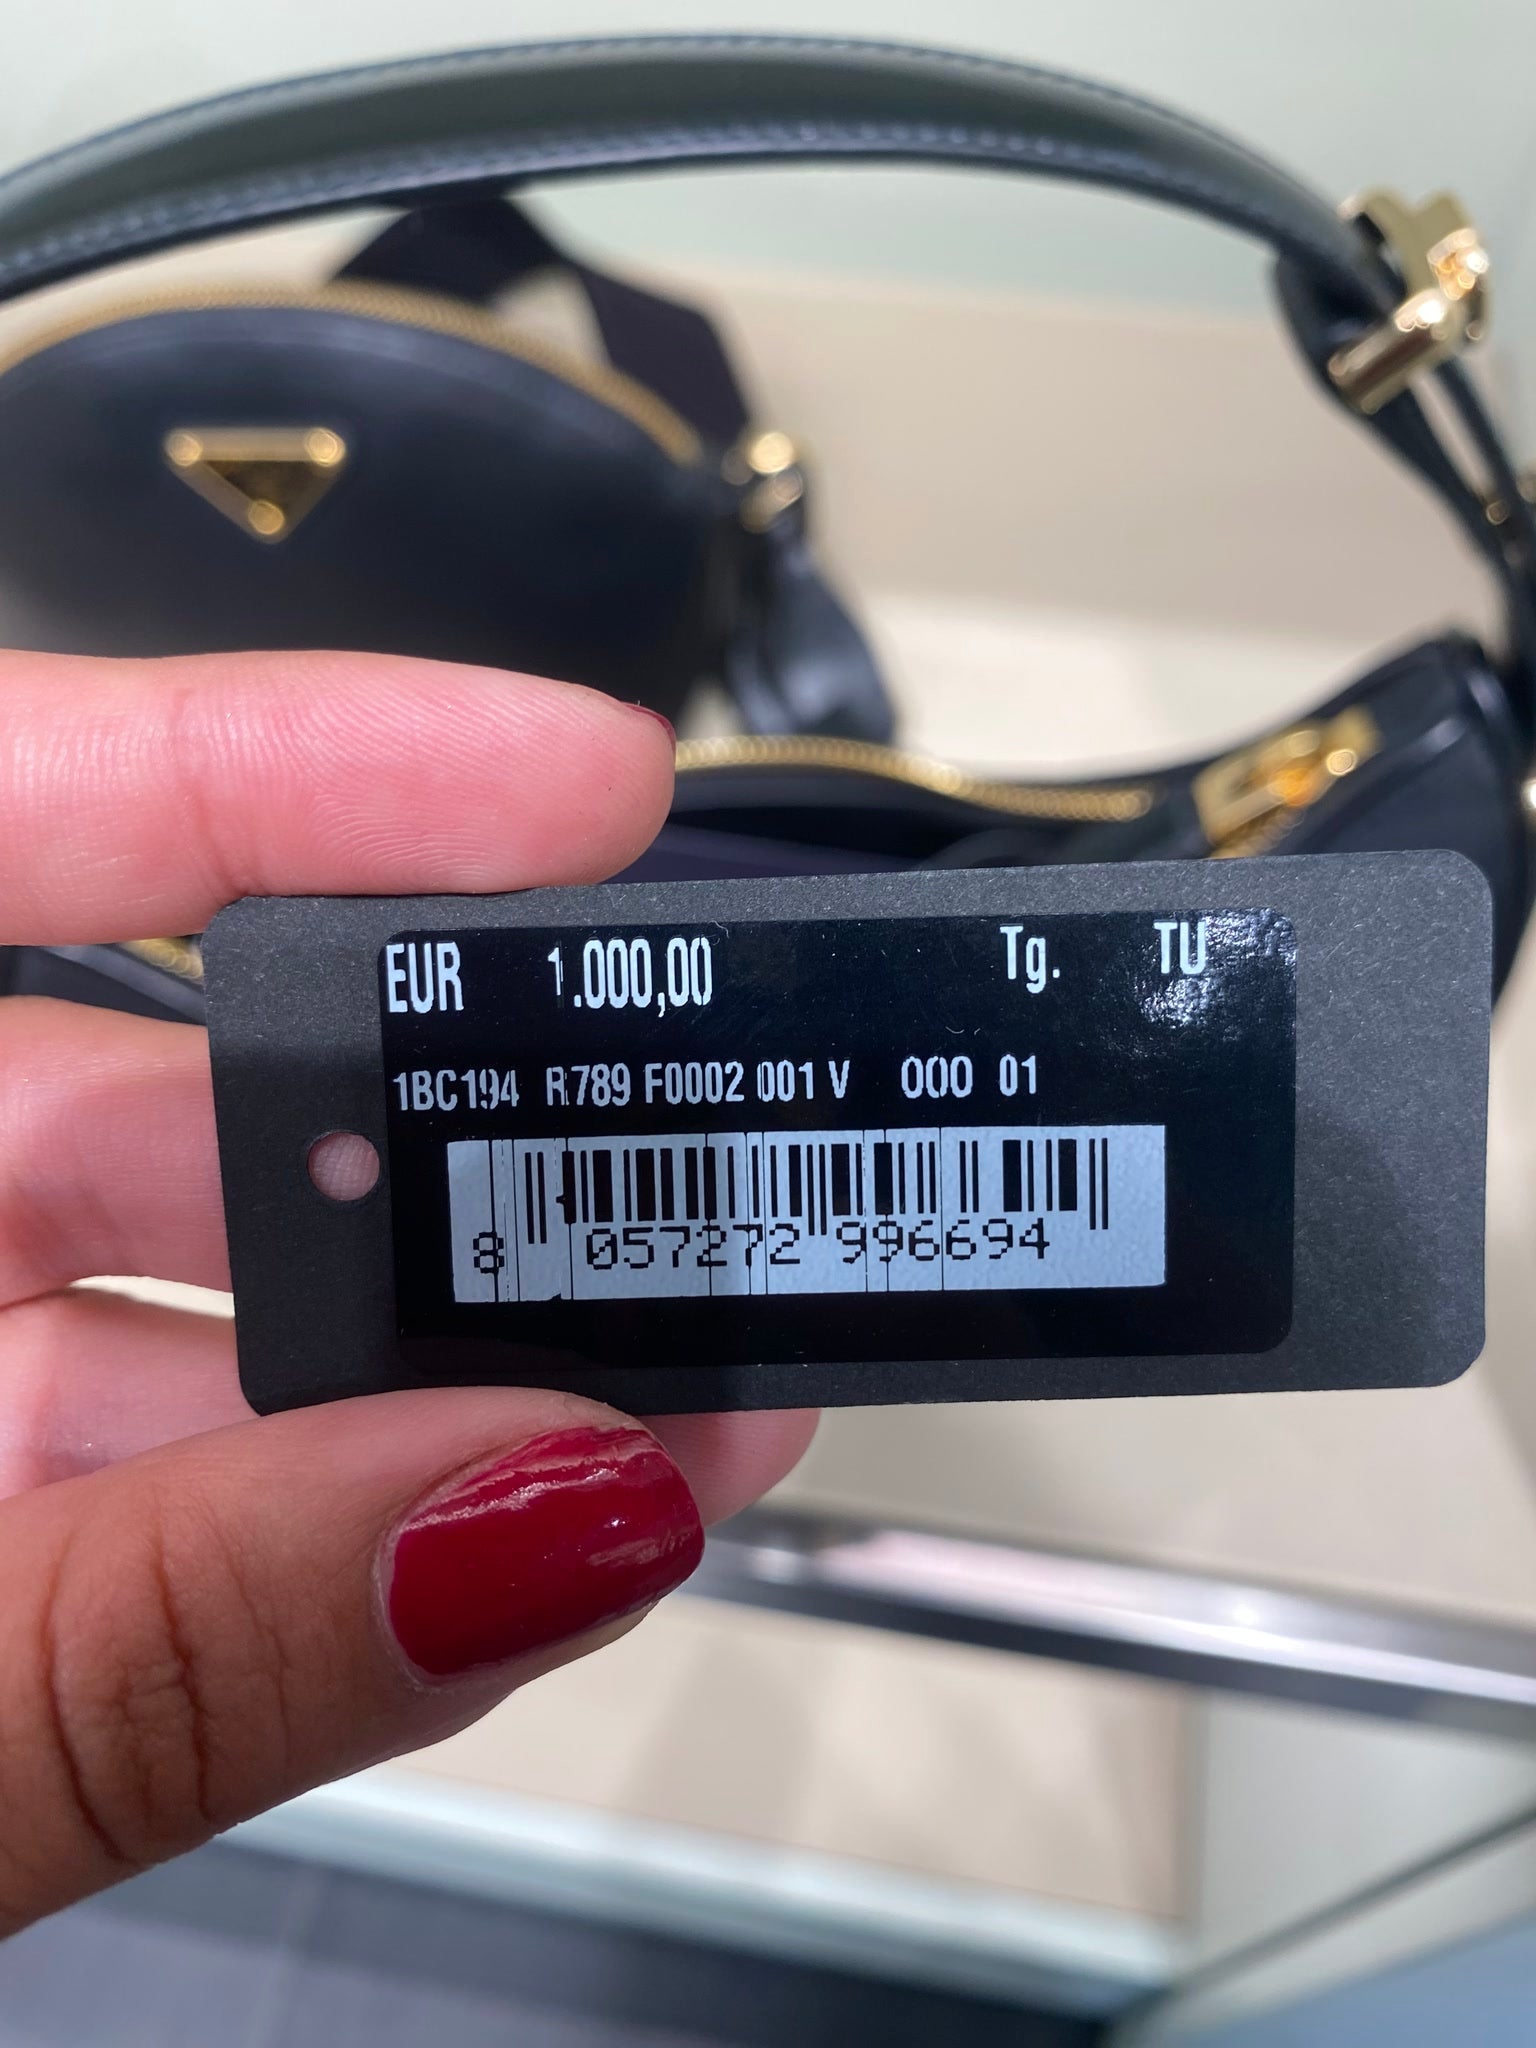 EUR 1.000,00 Tg. TU
1BC194 R789 F0002 001 V 000 01
8 057272 996694